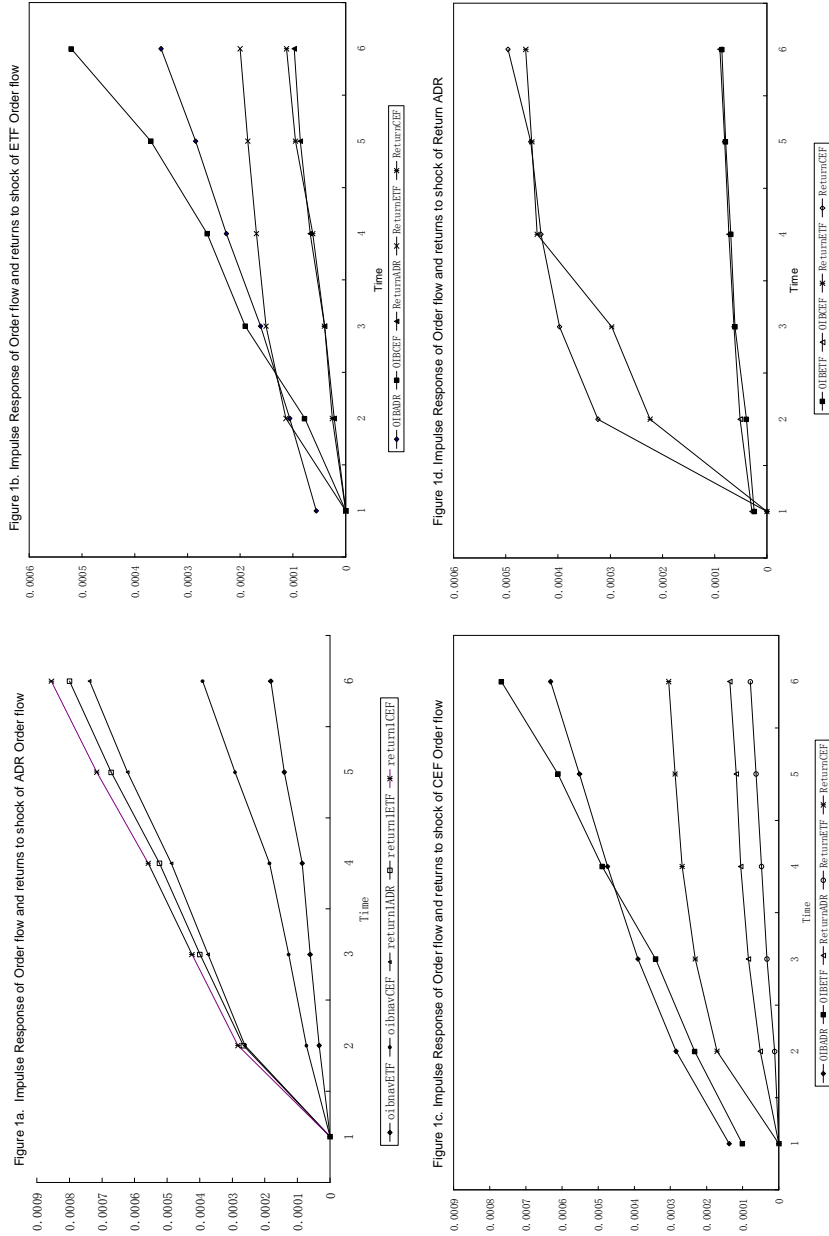 Figure 1a. Impulse Response of Order flow and returns to shock of ADR Order flow
0.0009
0.0008
0.0007
0.0006
0.0005
0.0004
0.0003
0.0002
0.0001
0
1 2 3 4 5 6
Time
oibnavETF oibnavCEF return1ADR return1ETF return1CEF
Figure 1b. Impulse Response of Order flow and returns to shock of ETF Order flow
0.0006
0.0005
0.0004
0.0003
0.0002
0.0001
0
1 2 3 4 5 6
Time
OIBADR OIBCEF ReturnADR ReturnETF ReturnCEF
Figure 1c. Impulse Response of Order flow and returns to shock of CEF Order flow
0.0009
0.0008
0.0007
0.0006
0.0005
0.0004
0.0003
0.0002
0.0001
0
1 2 3 4 5 6
Time
OIBADR OIBETF ReturnADR ReturnETF ReturnCEF
Figure 1d. Impulse Response of Order flow and returns to shock of Return ADR
0.0006
0.0005
0.0004
0.0003
0.0002
0.0001
0
1 2 3 4 5 6
Time
OIBETF OIBCEF ReturnETF ReturnCEF